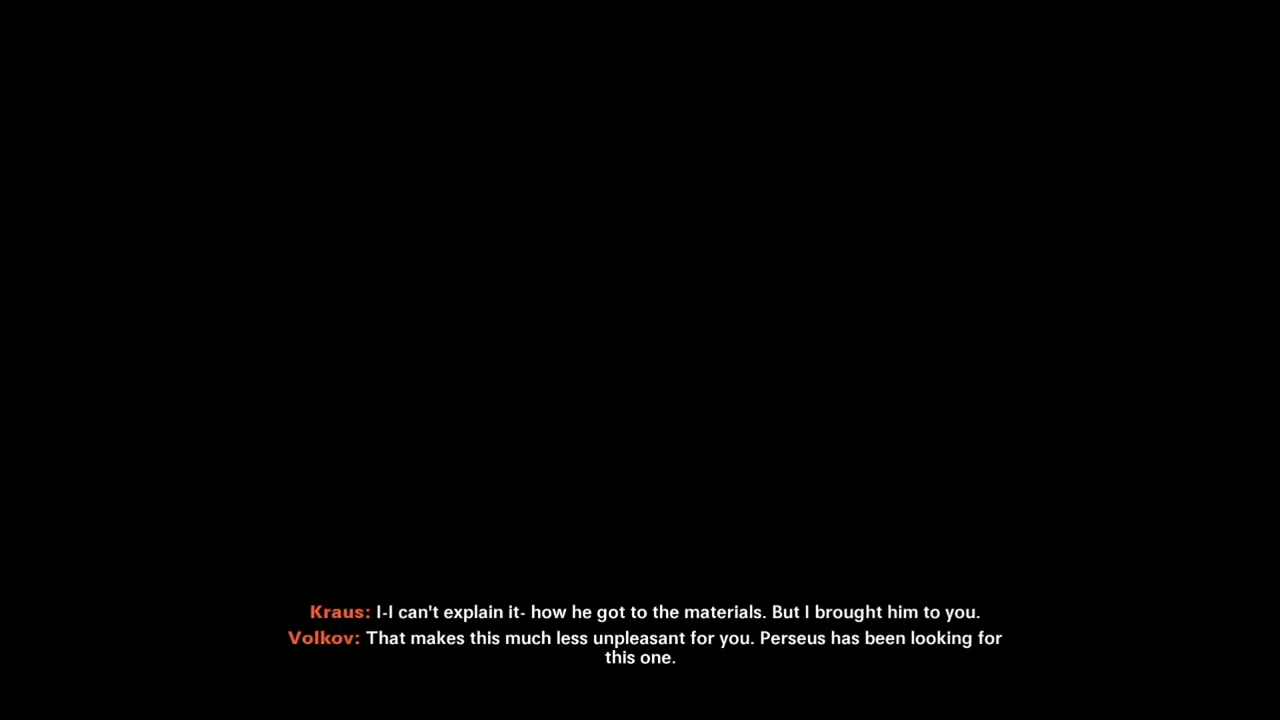 Kraus: I-I can't explain it- how he got to the materials. But I brought him to you.
Volkov: That makes this much less unpleasant for you. Perseus has been looking for
this one.